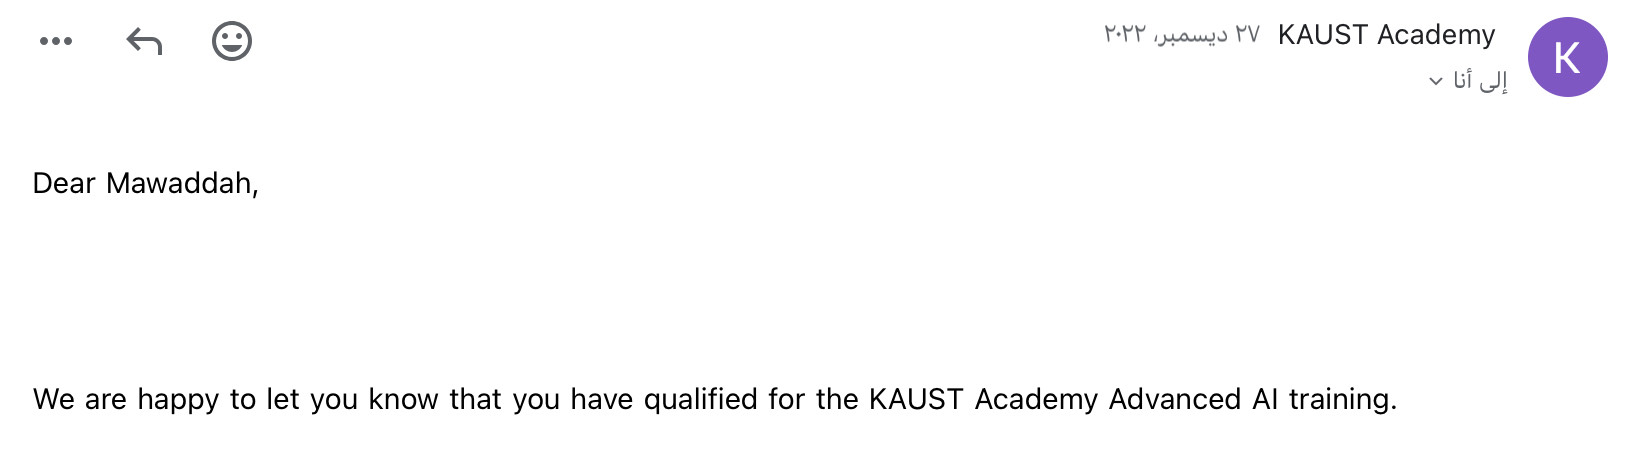 KAUST Academy ٢٧ ديسمبر، ٢٠٢٢
إلى أنا
K
Dear Mawaddah,
We are happy to let you know that you have qualified for the KAUST Academy Advanced AI training.